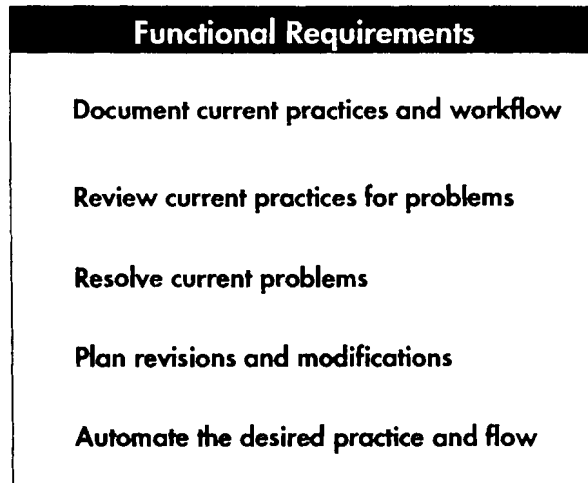 Functional Requirements
Document current practices and workflow
Review current practices for problems
Resolve current problems
Plan revisions and modifications
Automate the desired practice and flow